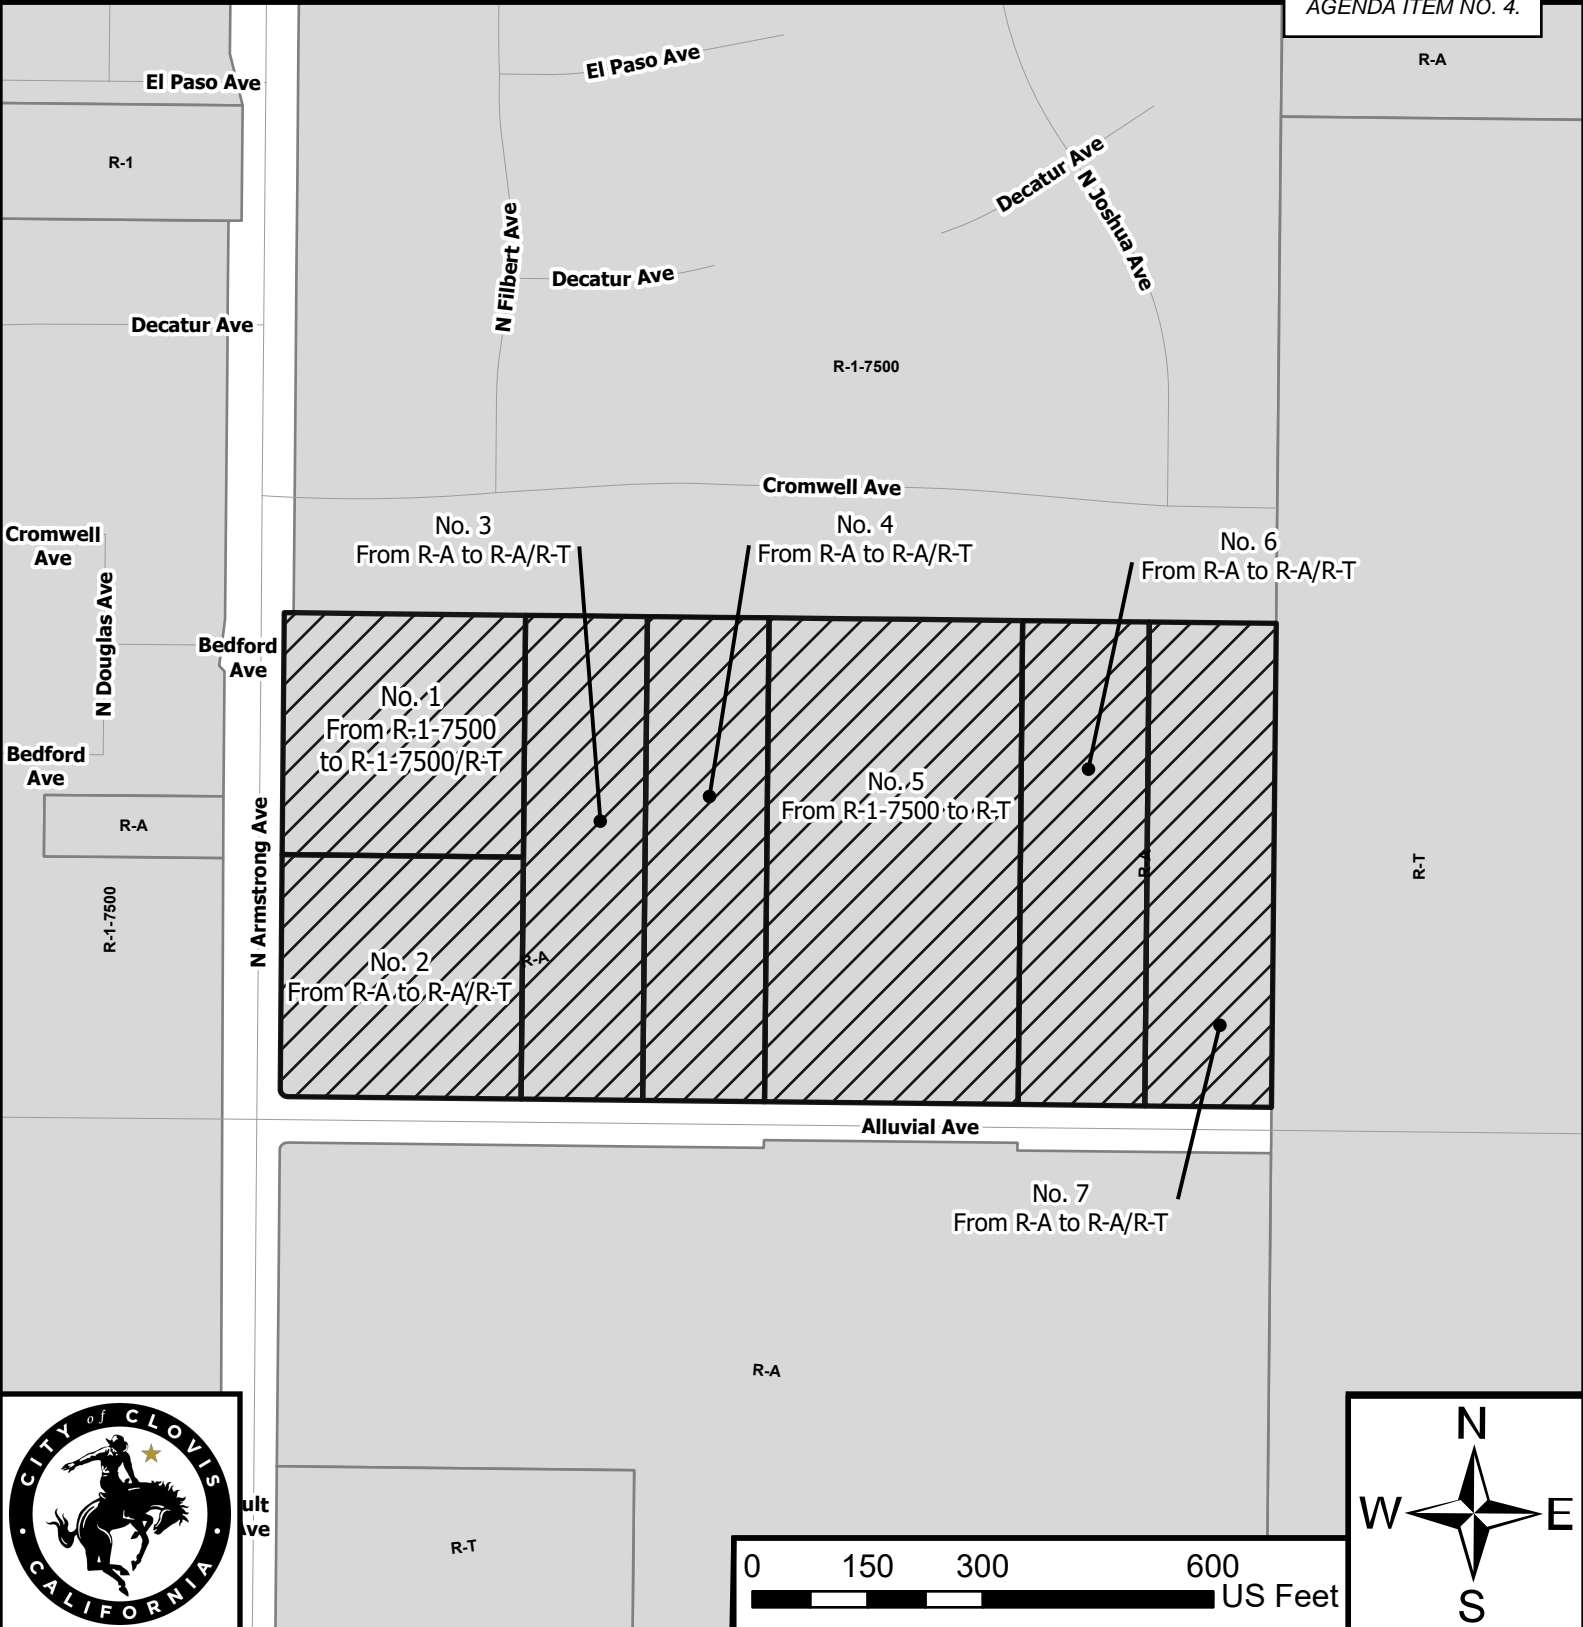 AGENDA ITEM NO. 4.
R-A
El Paso Ave
El Paso Ave
R-1
Decatur Ave
N Joshua Ave
N Filbert Ave
Decatur Ave
Decatur Ave
R-1-7500
Cromwell Ave
Cromwell
Ave
No. 3
From R-A to R-A/R-T
No. 4
From R-A to R-A/R-T
No. 6
From R-A to R-A/R-T
N Douglas Ave
Bedford
Ave
No. 1
From R-1-7500
to R-1-7500/R-T
Bedford
Ave
No. 5
From R-1-7500 to R-T
R-A
R-A
R-T
N Armstrong Ave
R-1-7500
No. 2
From R-A to R-A/R-T
R-A
Alluvial Ave
No. 7
From R-A to R-A/R-T
R-A
CITY of CLOVIS
CALIFORNIA
ult
Ave
R-T
0 150 300 600
US Feet
N
W E
S